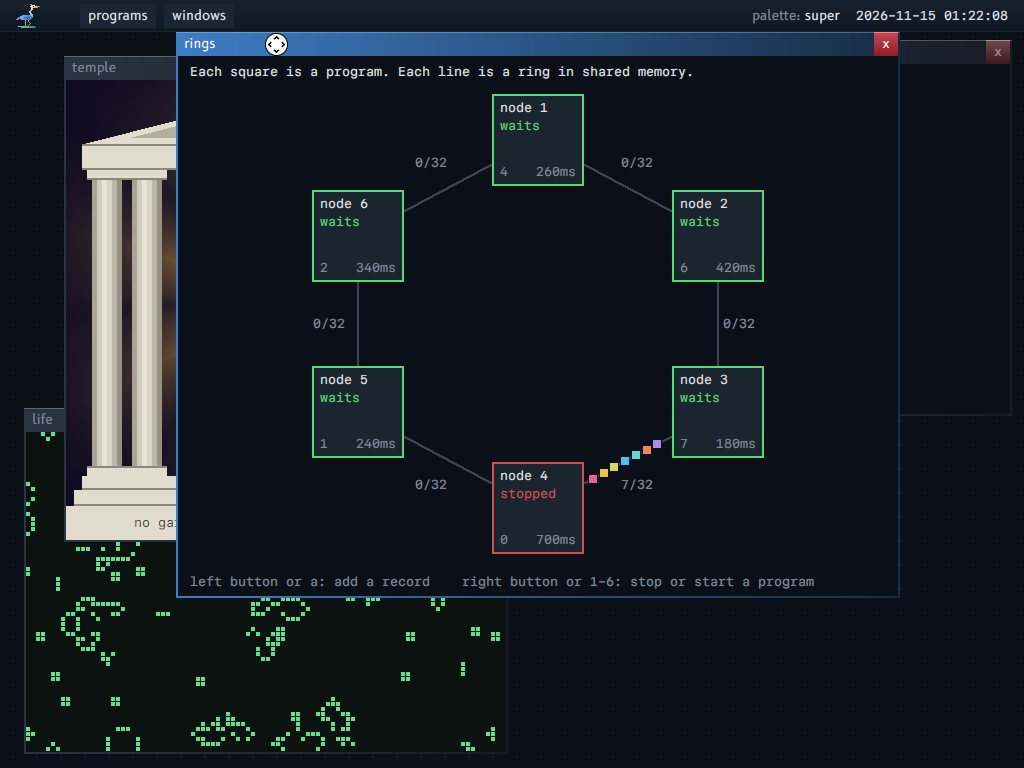 programs windows palette: super 2026-11-15 01:22:08
rings x
x
temple
Each square is a program. Each line is a ring in shared memory.
node 1
waits
4 260ms
0/32 0/32
node 6
waits
2 340ms
node 2
waits
6 420ms
0/32 0/32
node 5
waits
1 240ms
node 3
waits
7 180ms
life
node 4
stopped
0 700ms
0/32 7/32
no
left button or a: add a record right button or 1-6: stop or start a program